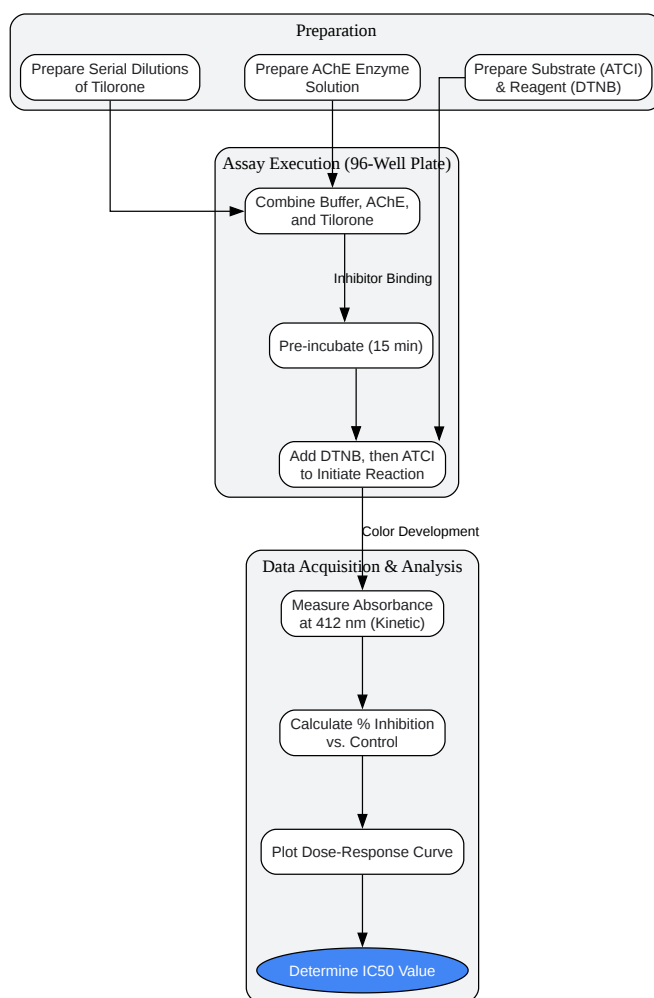 Preparation
Prepare Serial Dilutions
of Tilorone
Prepare AChE Enzyme
Solution
Prepare Substrate (ATCI)
& Reagent (DTNB)
Assay Execution (96-Well Plate)
Combine Buffer, AChE,
and Tilorone
Inhibitor Binding
Pre-incubate (15 min)
Add DTNB, then ATCI
to Initiate Reaction
Color Development
Data Acquisition & Analysis
Measure Absorbance
at 412 nm (Kinetic)
Calculate % Inhibition
vs. Control
Plot Dose-Response Curve
Determine IC50 Value